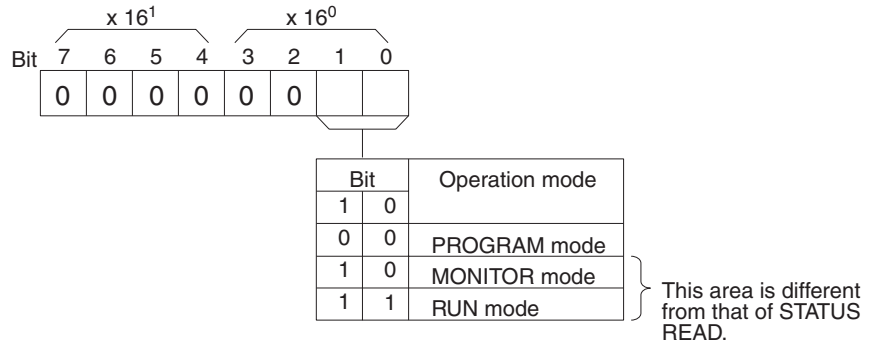 x 16¹ x 16⁰
Bit 7 6 5 4 3 2 1 0
0 0 0 0 0 0
Bit Operation mode
1 0
0 0 PROGRAM mode
1 0 MONITOR mode
1 1 RUN mode
This area is different
from that of STATUS
READ.